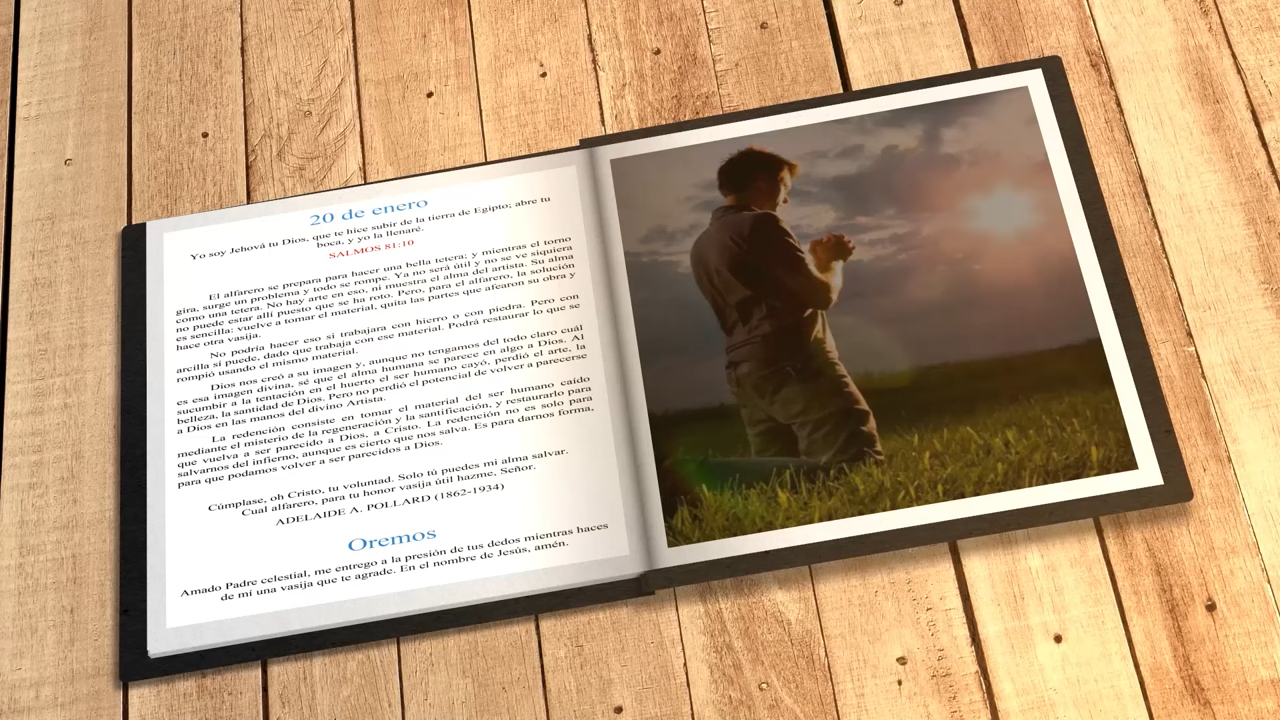 20 de enero
Yo soy Jehová tu Dios, que te hice subir de la tierra de Egipto; abre tu
boca, y yo la llenaré.
SALMOS 81:10
El alfarero se prepara para hacer una bella tetera; y mientras el torno
gira, surge un problema y todo se rompe. Ya no será útil y no se ve siquiera
como una tetera. No hay arte en eso, ni muestra el alma del artista. Su alma
no puede estar allí puesto que se ha roto. Pero, para el alfarero, la solución
es sencilla: vuelve a tomar el material, quita las partes que afearon su obra y
hace otra vasija.
No podría hacer eso si trabajara con hierro o con piedra. Pero con
arcilla sí puede, dado que trabaja con ese material. Podrá restaurar lo que se
rompió usando el mismo material.
Dios nos creó a su imagen y, aunque no tengamos del todo claro cuál
es esa imagen divina, sé que el alma humana se parece en algo a Dios. Al
sucumbir a la tentación en el huerto el ser humano cayó, perdió el arte, la
belleza, la santidad de Dios. Pero no perdió el potencial de volver a parecerse
a Dios en las manos del divino Artista.
La redención consiste en tomar el material del ser humano caído
mediante el misterio de la regeneración y la santificación, y restaurarlo para
que vuelva a ser parecido a Dios, a Cristo. La redención no es solo para
salvarnos del infierno, aunque es cierto que nos salva. Es para darnos forma,
para que podamos volver a ser parecidos a Dios.
Cúmplase, oh Cristo, tu voluntad. Solo tú puedes mi alma salvar.
Cual alfarero, para tu honor vasija útil hazme, Señor.
ADELAIDE A. POLLARD (1862-1934)
Oremos
Amado Padre celestial, me entrego a la presión de tus dedos mientras haces
de mí una vasija que te agrade. En el nombre de Jesús, amén.